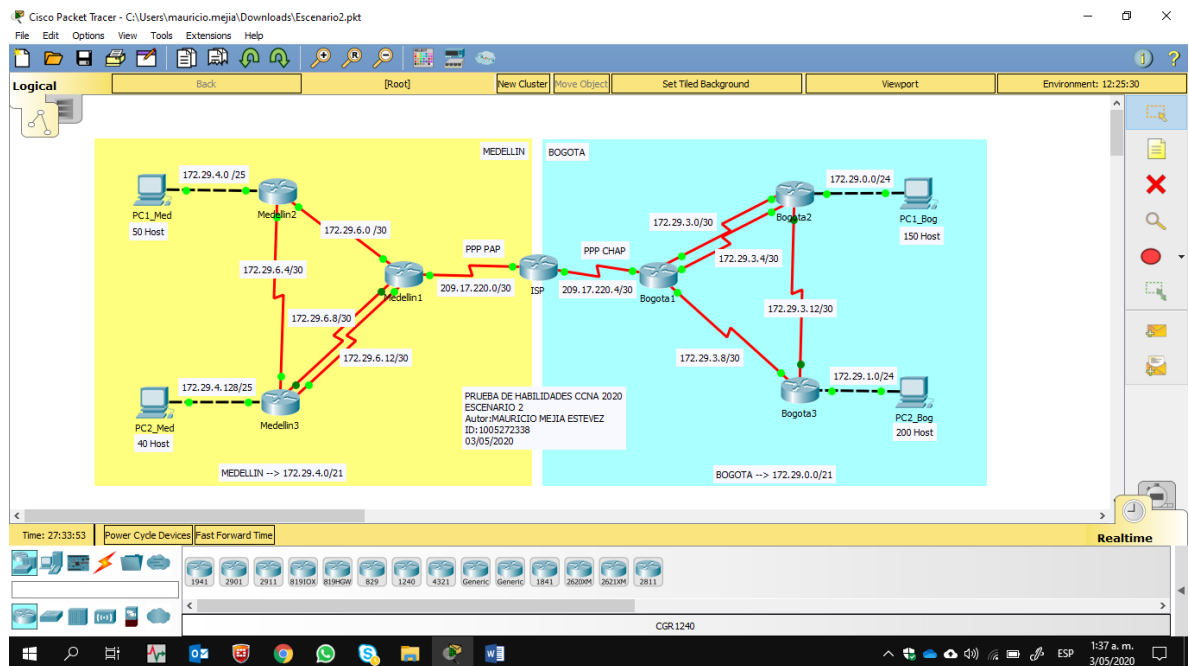 Cisco Packet Tracer - C:\Users\mauricio.mejia\Downloads\Escenario2.pkt
File Edit Options View Tools Extensions Help
Logical Back [Root] New Cluster Move Object Set Tiled Background Viewport Environment: 12:25:30
MEDELLIN BOGOTA
172.29.4.0 /25
172.29.0.0/24
PC1_Med
50 Host
Medellin2
172.29.6.0 /30
172.29.3.0/30
Bogota2
PC1_Bog
150 Host
PPP PAP
PPP CHAP
172.29.3.4/30
172.29.6.4/30
209.17.220.0/30
ISP
209.17.220.4/30
Medellin1
Bogota1
172.29.6.8/30
172.29.3.12/30
172.29.6.12/30
172.29.3.8/30
172.29.4.128/25
172.29.1.0/24
PC2_Med
40 Host
Medellin3
PRUEBA DE HABILIDADES CCNA 2020
ESCENARIO 2
Autor:MAURICIO MEJIA ESTEVEZ
ID:1005272338
03/05/2020
Bogota3
PC2_Bog
200 Host
MEDELLIN --> 172.29.4.0/21
BOGOTA --> 172.29.0.0/21
Time: 27:33:53 Power Cycle Devices Fast Forward Time
Realtime
1941 2901 2911 819IOX 819HGW 829 1240 4321 Generic Generic 1841 2620XM 2621XM 2811
CGR1240
ESP
1:37 a. m.
3/05/2020